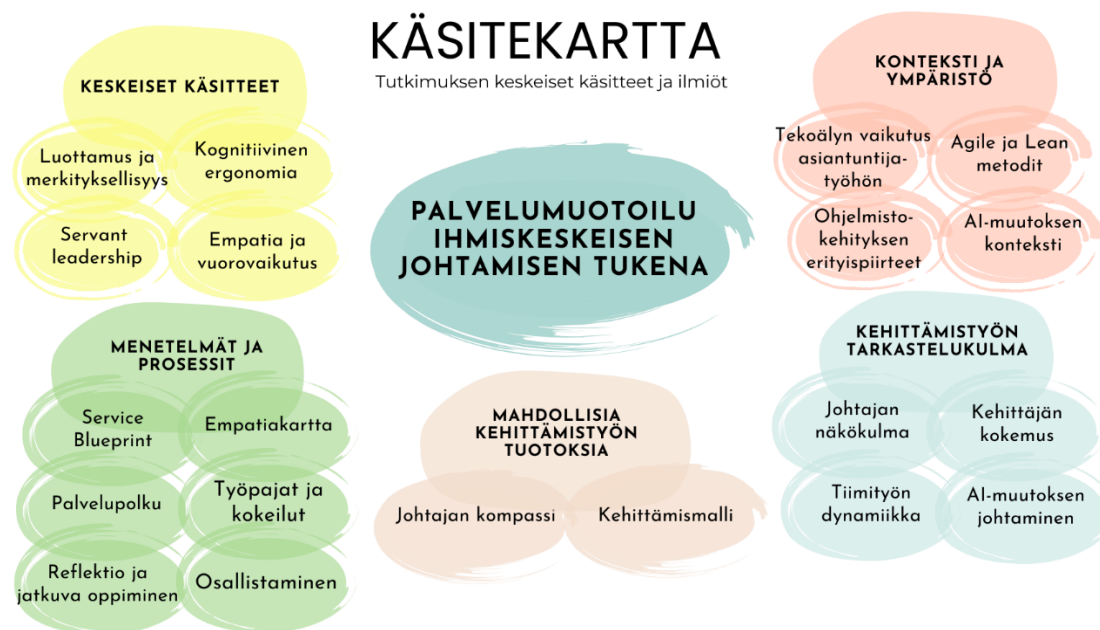 KÄSITEKARTTA
Tutkimuksen keskeiset käsitteet ja ilmiöt
KESKEISET KÄSITTEET
Luottamus ja
merkityksellisyys
Kognitiivinen
ergonomia
Servant
leadership
Empatia ja
vuorovaikutus
PALVELUMUOTOILU
IHMISKESKEISEN
JOHTAMISEN TUKENA
KONTEKSTI JA
YMPÄRISTÖ
Tekoälyn vaikutus
asiantuntija-
työhön
Agile ja Lean
metodit
Ohjelmisto-
kehityksen
erityispiirteet
AI-muutoksen
konteksti
MENETELMÄT JA
PROSESSIT
Service
Blueprint
Empatiakartta
Palvelupolku
Työpajat ja
kokeilut
Reflektio ja
jatkuva oppiminen
Osallistaminen
MAHDOLLISIA
KEHITTÄMISTYÖN
TUOTOKSIA
Johtajan kompassi
Kehittämismalli
KEHITTÄMISTYÖN
TARKASTELUKULMA
Johtajan
näkökulma
Kehittäjän
kokemus
Tiimityön
dynamiikka
AI-muutoksen
johtaminen